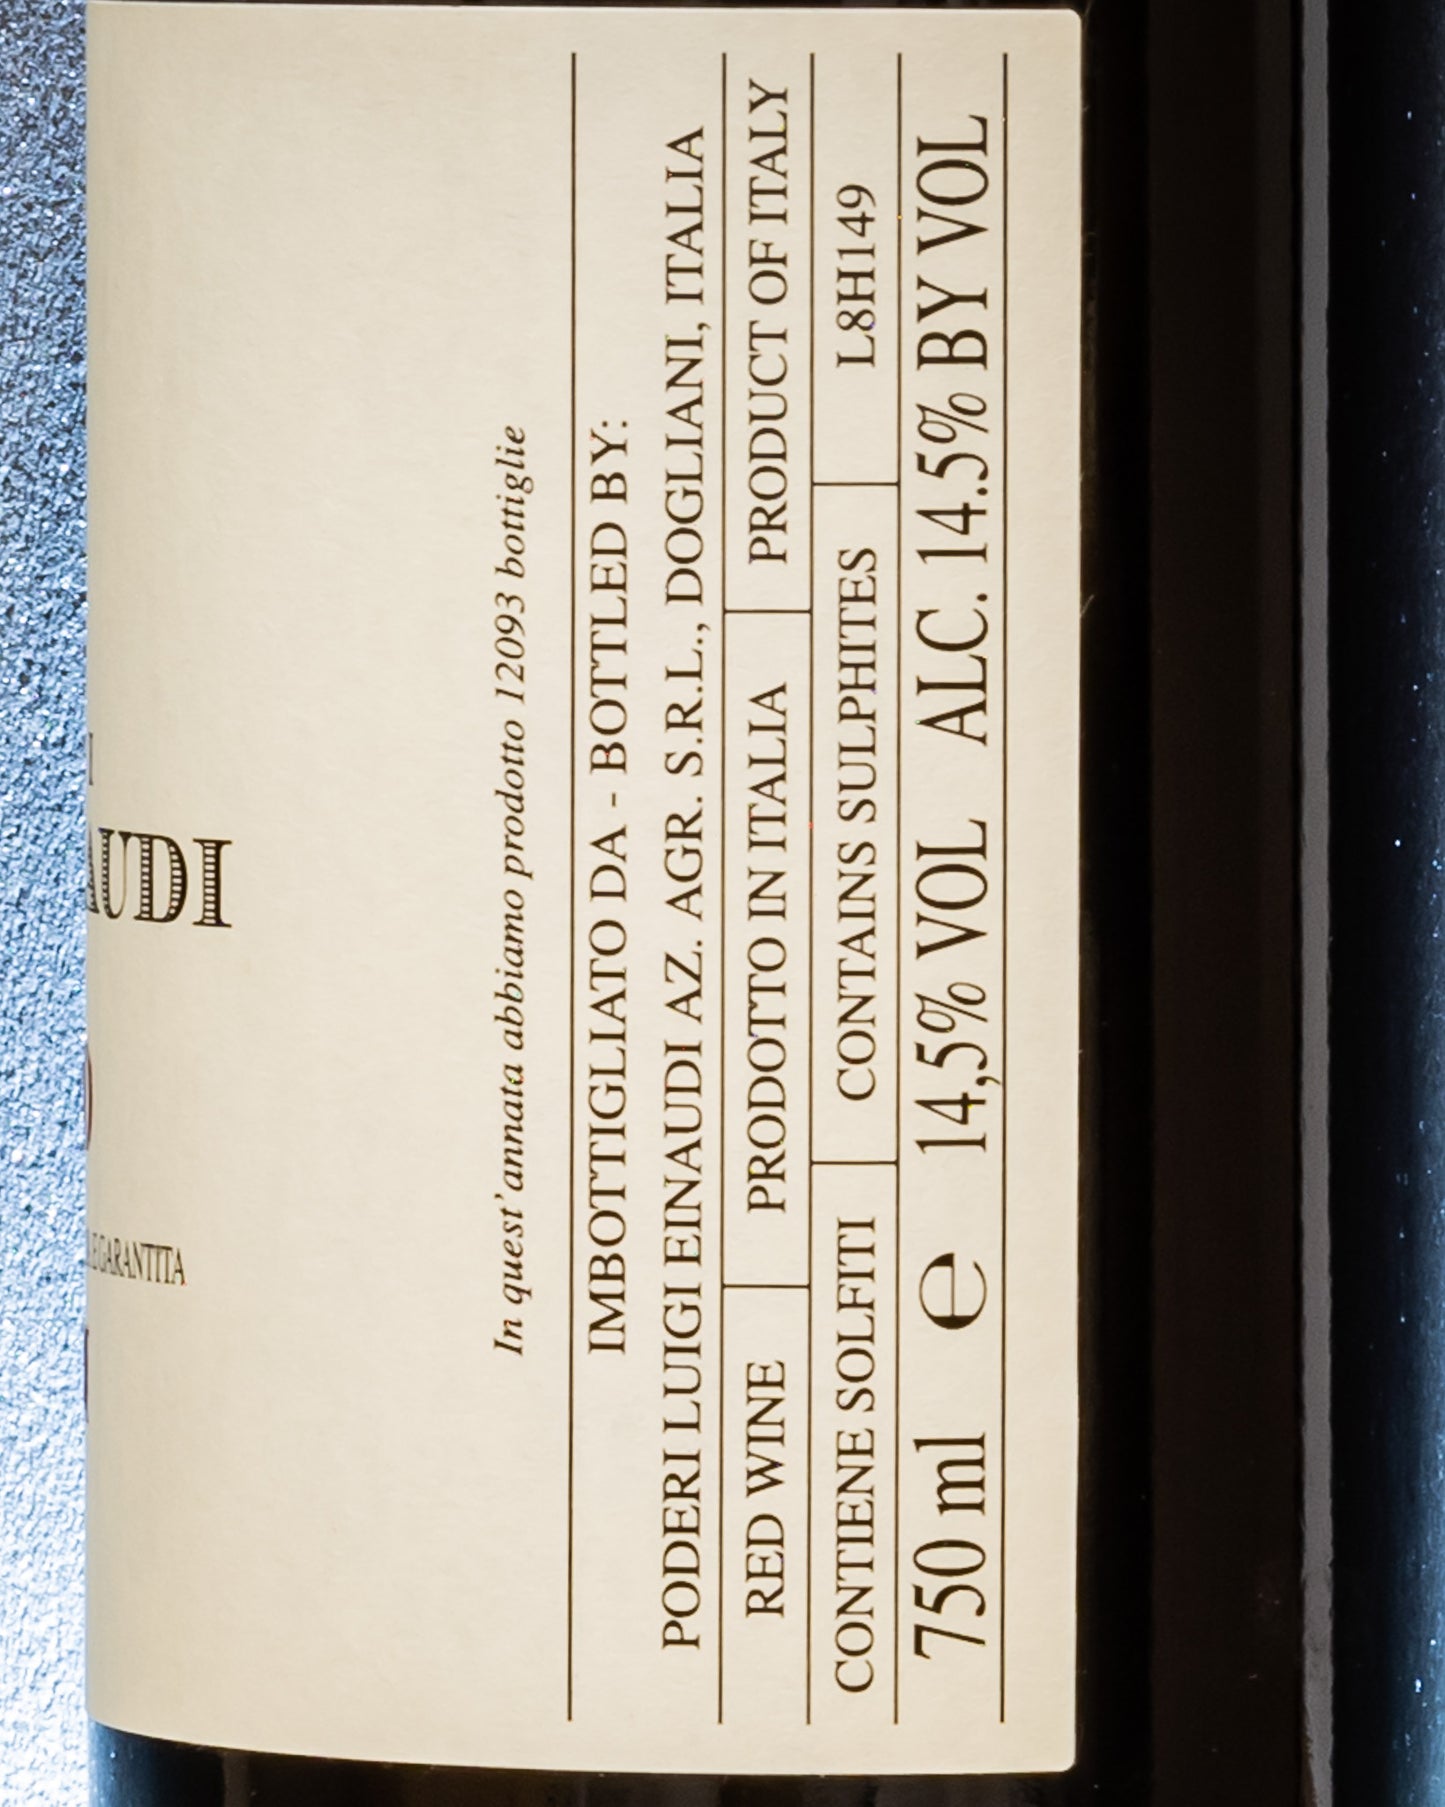 AUDI
E GARANTITA
In quest'annata abbiamo prodotto 12093 bottiglie
IMBOTTIGLIATO DA - BOTTLED BY:
PODERI LUIGI EINAUDI AZ. AGR. S.R.L., DOGLIANI, ITALIA
RED WINE PRODOTTO IN ITALIA PRODUCT OF ITALY
CONTIENE SOLFITI CONTAINS SULPHITES L8H149
750 ml ℮ 14,5% VOL ALC. 14.5% BY VOL